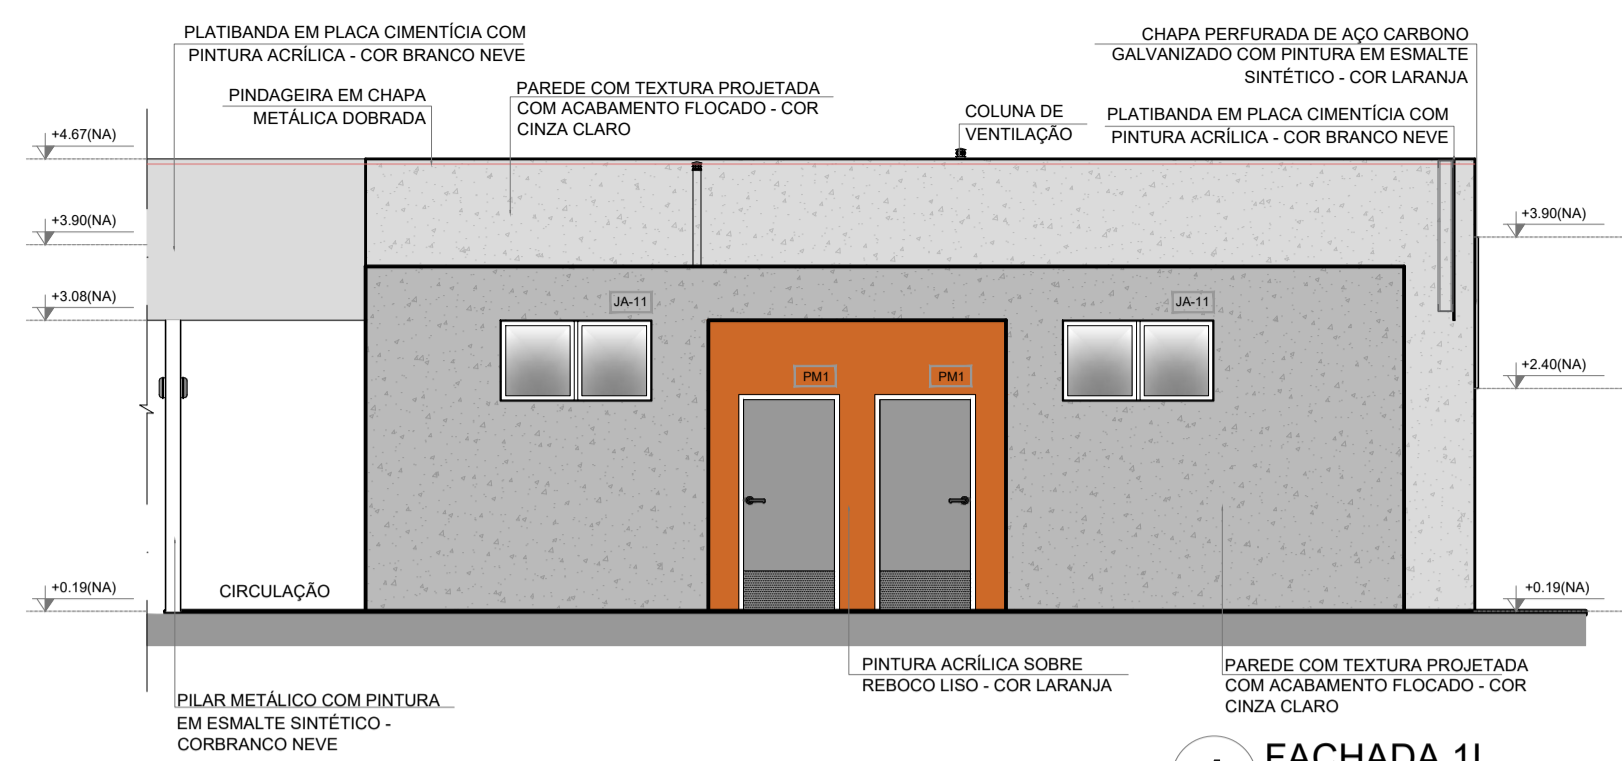 PLATIBANDA EM PLACA CIMENTÍCIA COM
PINTURA ACRÍLICA - COR BRANCO NEVE
CHAPA PERFURADA DE AÇO CARBONO
GALVANIZADO COM PINTURA EM ESMALTE
SINTÉTICO - COR LARANJA
PINDAGEIRA EM CHAPA
METÁLICA DOBRADA
PAREDE COM TEXTURA PROJETADA
COM ACABAMENTO FLOCADO - COR
CINZA CLARO
COLUNA DE
VENTILAÇÃO
PLATIBANDA EM PLACA CIMENTÍCIA COM
PINTURA ACRÍLICA - COR BRANCO NEVE
+4.67(NA)
+3.90(NA)
+3.90(NA)
+3.08(NA)
JA-11
JA-11
+2.40(NA)
PM1
PM1
+0.19(NA)
CIRCULAÇÃO
+0.19(NA)
PINTURA ACRÍLICA SOBRE
REBOCO LISO - COR LARANJA
PAREDE COM TEXTURA PROJETADA
COM ACABAMENTO FLOCADO - COR
CINZA CLARO
PILAR METÁLICO COM PINTURA
EM ESMALTE SINTÉTICO -
CORBRANCO NEVE
FACHADA